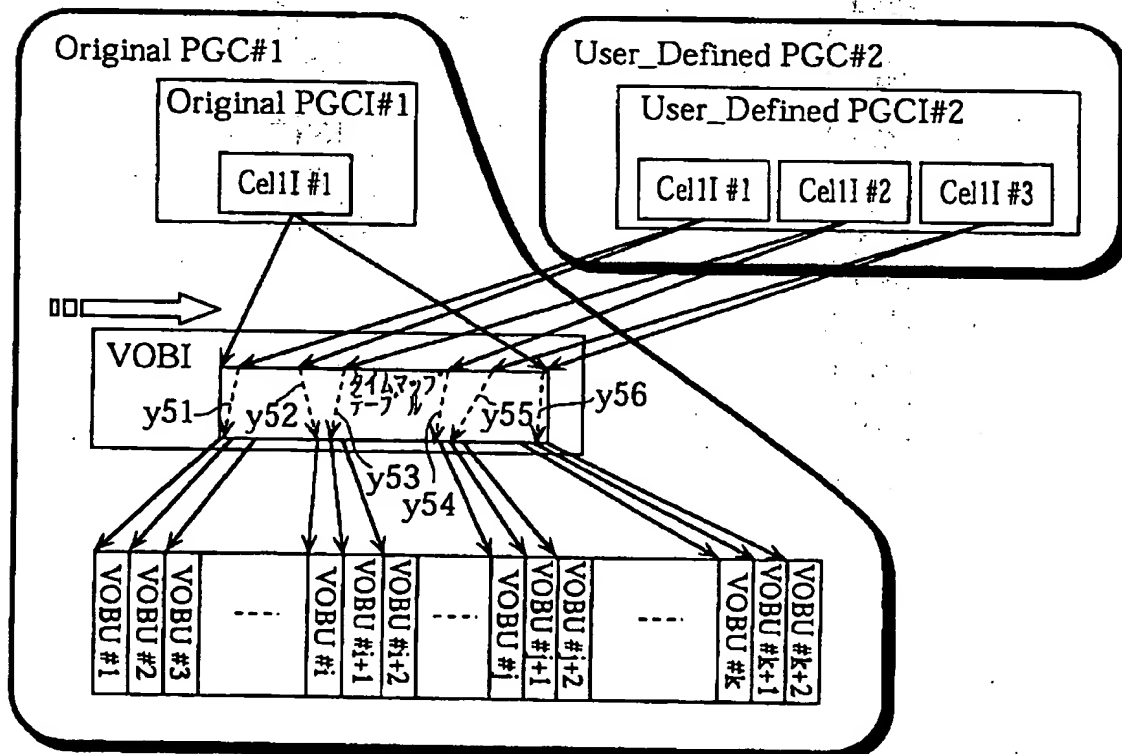 Original PGC#1
User_Defined PGC#2
Original PGCI#1
User_Defined PGCI#2
CellI #1
CellI #1
CellI #2
CellI #3
VOBI
タイムマップ
テーブル
y51
y52
y53
y54
y55
y56
VOBU #1
VOBU #2
VOBU #3
VOBU #i
VOBU #i+1
VOBU #i+2
VOBU #j
VOBU #j+1
VOBU #j+2
VOBU #k
VOBU #k+1
VOBU #k+2